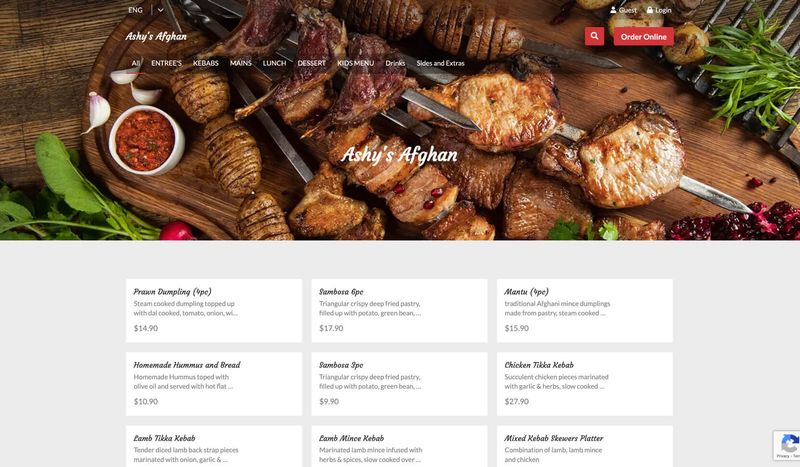 ENG
Guest
Login
Ashy's Afghan
Order Online
All ENTREE'S KEBABS MAINS LUNCH DESSERT KIDS MENU Drinks Sides and Extras
Ashy's Afghan
Prawn Dumpling (4pc)
Steam cooked dumpling topped up
with dal cooked, tomato, onion, wi...
$14.90
Sambosa 6pc
Triangular crispy deep fried pastry,
filled up with potato, green bean, ...
$17.90
Mantu (4pc)
traditional Afghani mince dumplings
made from pastry, steam cooked ...
$15.90
Homemade Hummus and Bread
Homemade Hummus toped with
olive oil and served with hot flat ...
$10.90
Sambosa 3pc
Triangular crispy deep fried pastry,
filled up with potato, green bean, ...
$9.90
Chicken Tikka Kebab
Succulent chicken pieces marinated
with garlic & herbs, slow cooked ...
$27.90
Lamb Tikka Kebab
Tender diced lamb back strap pieces
marinated with onion, garlic & ...
Lamb Mince Kebab
Marinated lamb mince infused with
herbs & spices, slow cooked over ...
Mixed Kebab Skewers Platter
Combination of lamb, lamb mince
and chicken
Privacy - Ter